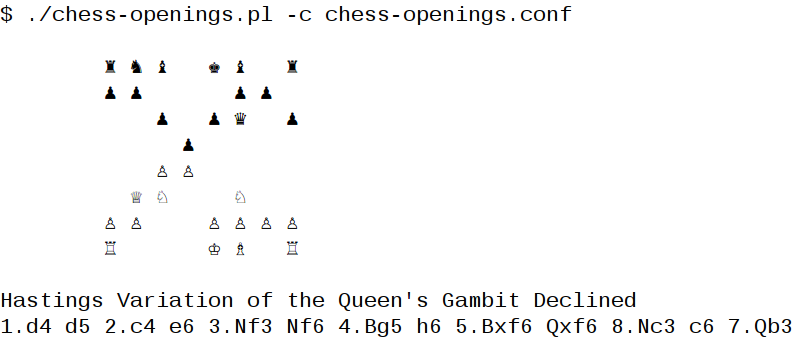 $ ./chess-openings.pl -c chess-openings.conf
♜ ♞ ♝   ♚ ♝   ♜
♟ ♟       ♟ ♟
    ♟   ♟ ♛   ♟
      ♟
    ♙ ♙
  ♕ ♘     ♘
♙ ♙     ♙ ♙ ♙ ♙
♖       ♔ ♗   ♖
Hastings Variation of the Queen's Gambit Declined
1.d4 d5 2.c4 e6 3.Nf3 Nf6 4.Bg5 h6 5.Bxf6 Qxf6 8.Nc3 c6 7.Qb3